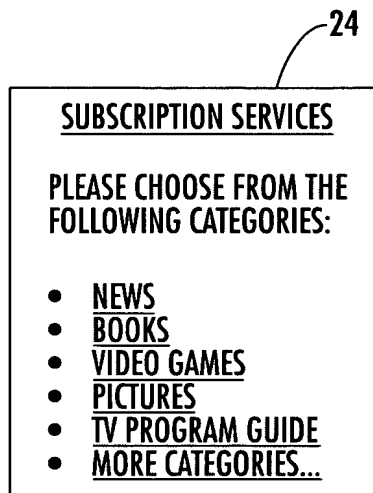 24
SUBSCRIPTION SERVICES
PLEASE CHOOSE FROM THE
FOLLOWING CATEGORIES:
• NEWS
• BOOKS
• VIDEO GAMES
• PICTURES
• TV PROGRAM GUIDE
• MORE CATEGORIES...